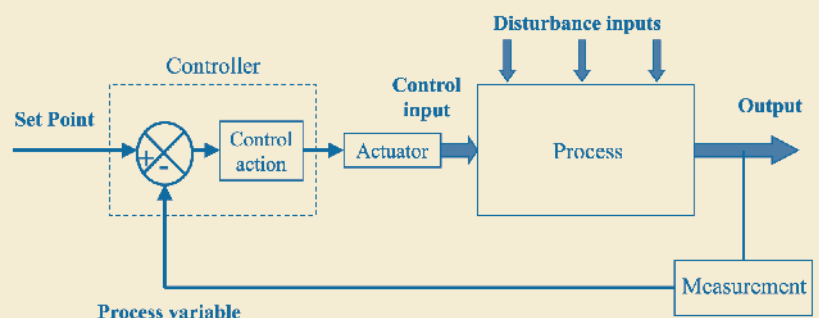 Disturbance inputs
Controller
Control
input
Set Point
Output
+
-
Control
action
Actuator
Process
Measurement
Process variable